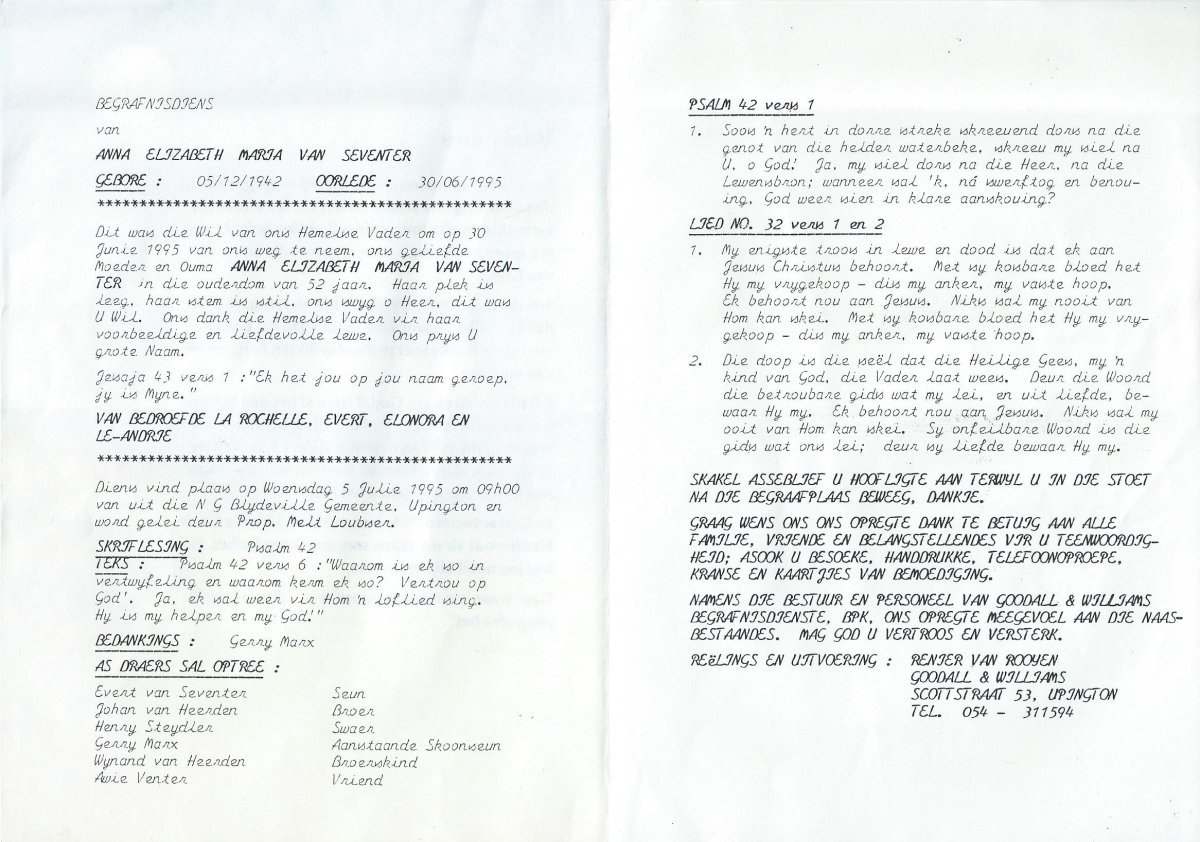 BEGRAFNISDIENS
van
ANNA ELIZABETH MARIA VAN SEVENTER
GEBORE : 05/12/1942 OORLEDE : 30/06/1995
**************************************************
Dit was die Wil van ons Hemelse Vader om op 30
Junie 1995 van ons weg te neem, ons geliefde
Moeder en Ouma ANNA ELIZABETH MARIA VAN SEVEN-
TER in die ouderdom van 52 jaar. Haar plek is
leeg, haar stem is stil, ons swyg o Heer, dit was
U Wil. Ons dank die Hemelse Vader vir haar
voorbeeldige en liefdevolle lewe. Ons prys U
grote Naam.
Jesaja 43 vers 1 :"Ek het jou op jou naam geroep,
jy is Myne."
VAN BEDROEFDE LA ROCHELLE, EVERT, ELONORA EN
LE-ANDRIE
**************************************************
Diens vind plaas op Woensdag 5 Julie 1995 om 09h00
van uit die N G Blydeville Gemeente, Upington en
word gelei deur Prop. Melt Loubser.
SKRIFLESING : Psalm 42
TEKS : Psalm 42 vers 6 :"Waarom is ek so in
vertwyfeling en waarom kerm ek so? Vertrou op
God'. Ja, ek sal weer vir Hom 'n loflied sing.
Hy is my helper en my God!'"
BEDANKINGS : Gerry Marx
AS DRAERS SAL OPTREE :
Evert van Seventer Seun
Johan van Heerden Broer
Henry Steydler Swaer
Gerry Marx Aanstaande Skoonseun
Wynand van Heerden Broerskind
Awie Venter Vriend
PSALM 42 vers 1
1. Soos 'n hert in dorre streke skreeuend dors na die
genot van die helder waterbeke, skreeu my siel na
U, o God! Ja, my siel dors na die Heer, na die
Lewensbron; wanneer sal 'k, ná swerftog en benou-
ing, God weer sien in klare aanskouing?
LIED NO. 32 vers 1 en 2
1. My enigste troos in lewe en dood is dat ek aan
Jesus Christus behoort. Met sy kosbare bloed het
Hy my vrygekoop - dis my anker, my vaste hoop.
Ek behoort nou aan Jesus. Niks sal my nooit van
Hom kan skei. Met sy kosbare bloed het Hy my vry-
gekoop - dis my anker, my vaste hoop.
2. Die doop is die seël dat die Heilige Gees, my 'n
kind van God, die Vader laat wees. Deur die Woord
die betroubare gids wat my lei, en uit liefde, be-
waar Hy my. Ek behoort nou aan Jesus. Niks sal my
ooit van Hom kan skei. Sy onfeilbare Woord is die
gids wat ons lei; deur sy liefde bewaar Hy my.
SKAKEL ASSEBLIEF U HOOFLIGTE AAN TERWYL U IN DIE STOET
NA DIE BEGRAAFPLAAS BEWEEG, DANKIE.
GRAAG WENS ONS ONS OPREGTE DANK TE BETUIG AAN ALLE
FAMILIE, VRIENDE EN BELANGSTELLENDES VIR U TEENWOORDIG-
HEID; ASOOK U BESOEKE, HANDDRUKKE, TELEFOONOPROEPE,
KRANSE EN KAARTJIES VAN BEMOEDIGING.
NAMENS DIE BESTUUR EN PERSONEEL VAN GOODALL & WILLIAMS
BEGRAFNISDIENSTE, BPK, ONS OPREGTE MEEGEVOEL AAN DIE NAAS-
BESTAANDES. MAG GOD U VERTROOS EN VERSTERK.
REëLINGS EN UITVOERING : RENIER VAN ROOYEN
GOODALL & WILLIAMS
SCOTTSTRAAT 53, UPINGTON
TEL. 054 - 311594